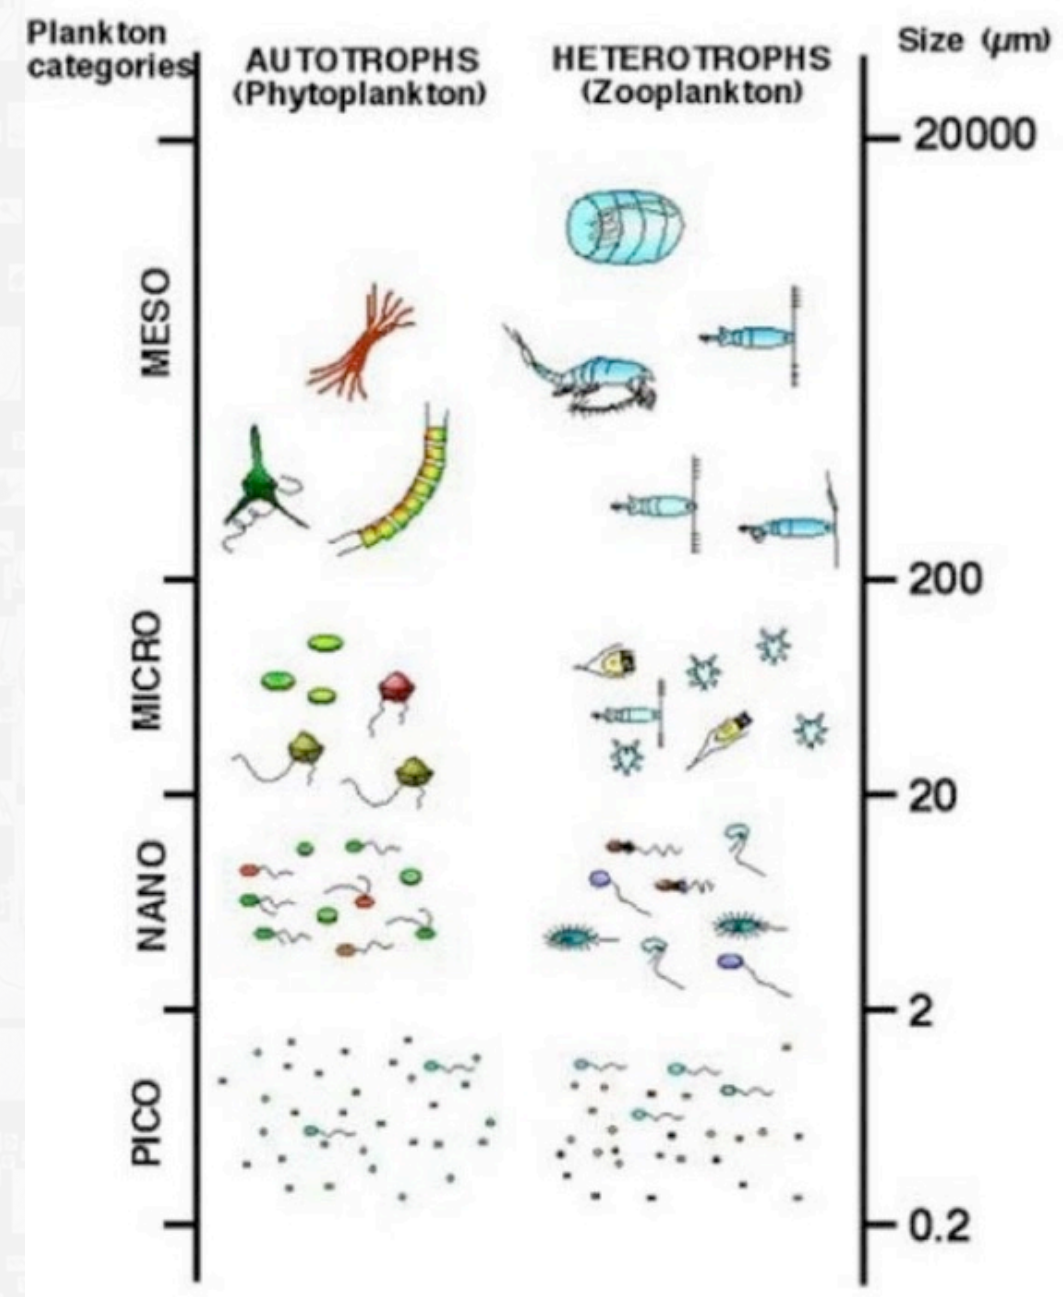 Plankton
categories
AUTOTROPHS
(Phytoplankton)
HETEROTROPHS
(Zooplankton)
Size (µm)
20000
MESO
200
MICRO
20
NANO
2
PICO
0.2